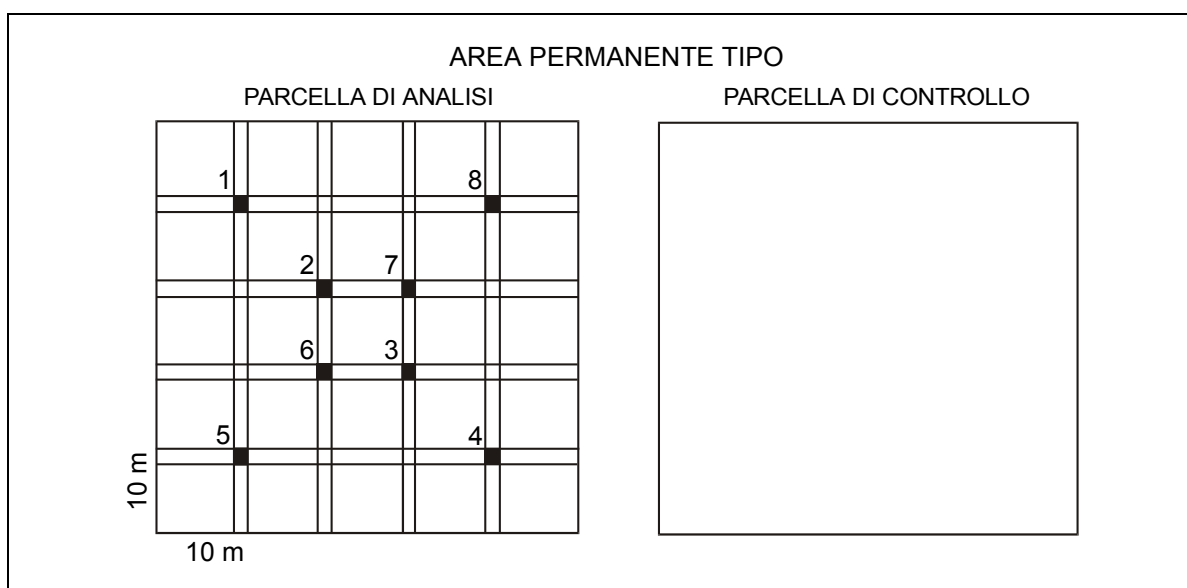 AREA PERMANENTE TIPO
PARCELLA DI ANALISI
PARCELLA DI CONTROLLO
1
8
2
7
6
3
5
4
10 m
10 m